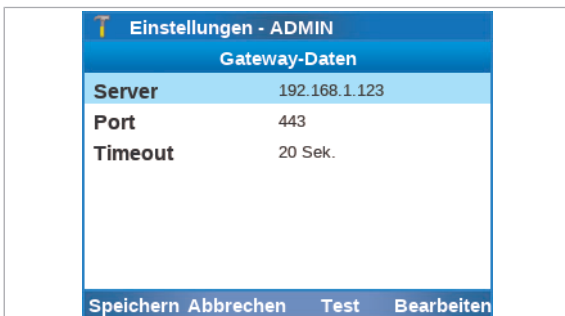 Einstellungen - ADMIN
Gateway-Daten
Server 192.168.1.123
Port 443
Timeout 20 Sek.
Speichern Abbrechen Test Bearbeiten